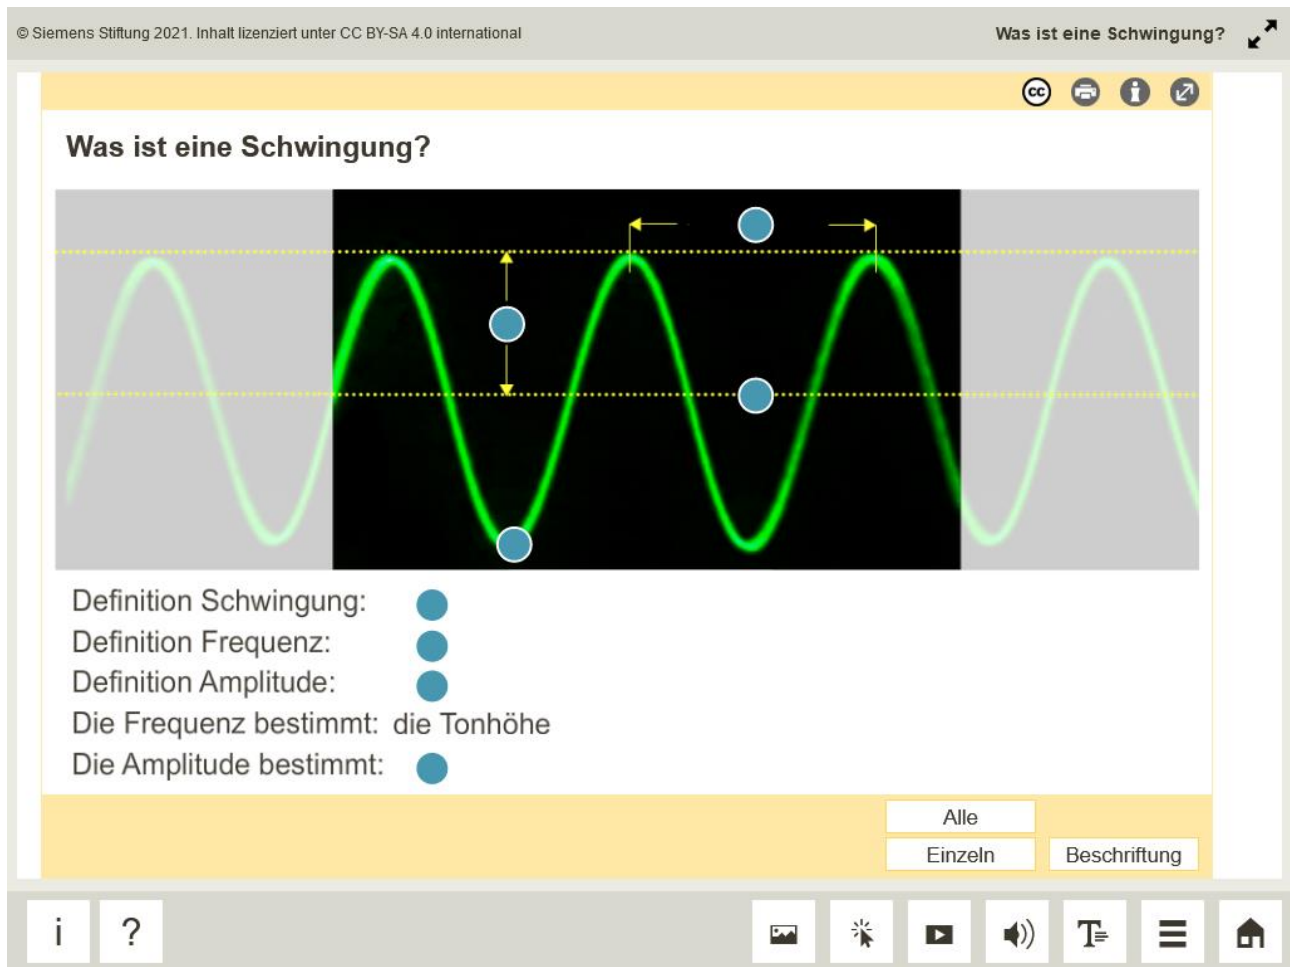 © Siemens Stiftung 2021. Inhalt lizenziert unter CC BY-SA 4.0 international
Was ist eine Schwingung?
cc
i
Was ist eine Schwingung?
Definition Schwingung:
Definition Frequenz:
Definition Amplitude:
Die Frequenz bestimmt: die Tonhöhe
Die Amplitude bestimmt:
Alle
Einzeln
Beschriftung
i
?
T